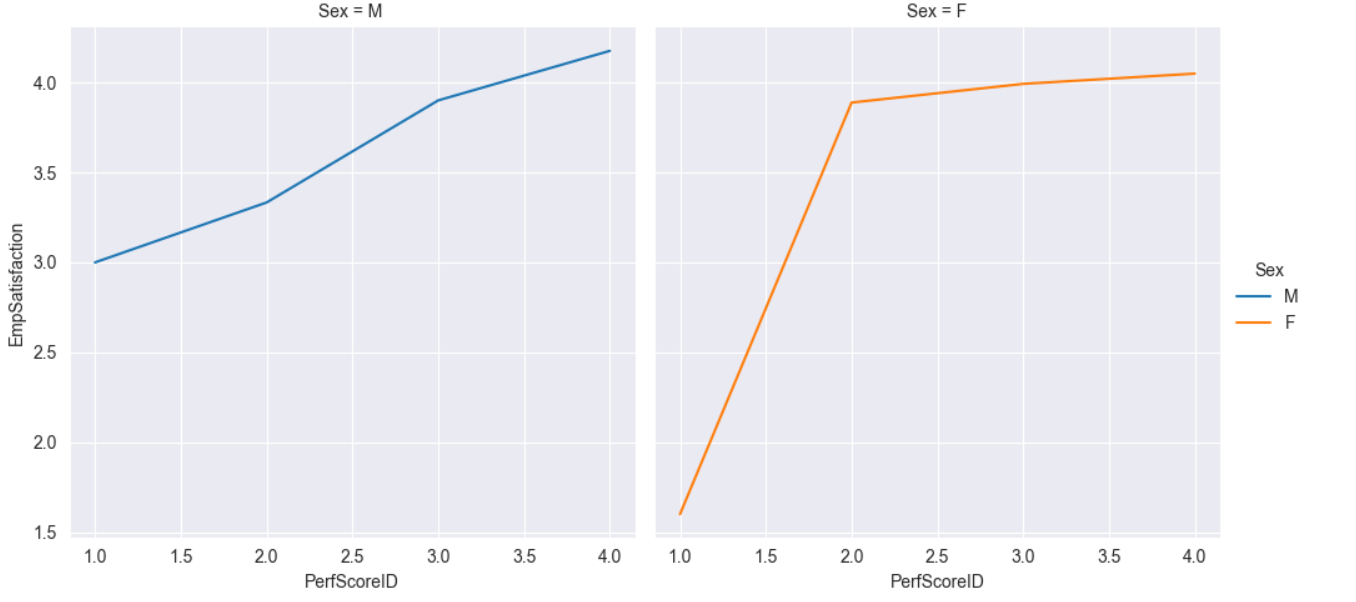 Sex = M
Sex = F
EmpSatisfaction
4.0
3.5
3.0
2.5
2.0
1.5
1.0 1.5 2.0 2.5 3.0 3.5 4.0
1.0 1.5 2.0 2.5 3.0 3.5 4.0
PerfScoreID
PerfScoreID
Sex
M
F